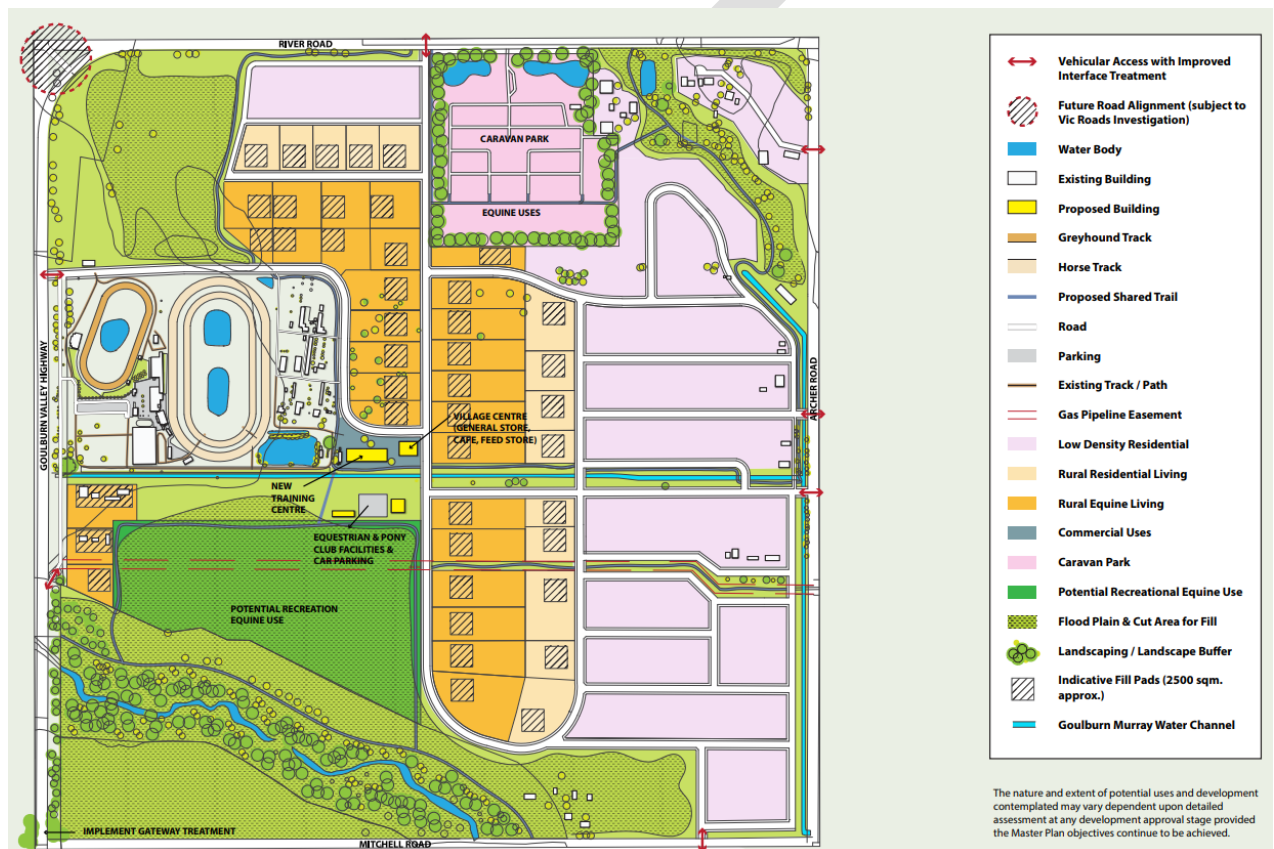 RIVER ROAD
CARAVAN PARK
EQUINE USES
GOULBURN VALLEY HIGHWAY
ARCHER ROAD
VILLAGE CENTRE
(GENERAL STORE,
CAFE, FEED STORE)
NEW
TRAINING
CENTRE
EQUESTRIAN & PONY
CLUB FACILITIES &
CAR PARKING
POTENTIAL RECREATION
EQUINE USE
IMPLEMENT GATEWAY TREATMENT
MITCHELL ROAD
Vehicular Access with Improved
Interface Treatment
Future Road Alignment (subject to
Vic Roads Investigation)
Water Body
Existing Building
Proposed Building
Greyhound Track
Horse Track
Proposed Shared Trail
Road
Parking
Existing Track / Path
Gas Pipeline Easement
Low Density Residential
Rural Residential Living
Rural Equine Living
Commercial Uses
Caravan Park
Potential Recreational Equine Use
Flood Plain & Cut Area for Fill
Landscaping / Landscape Buffer
Indicative Fill Pads (2500 sqm.
approx.)
Goulburn Murray Water Channel
The nature and extent of potential uses and development
contemplated may vary dependent upon detailed
assessment at any development approval stage provided
the Master Plan objectives continue to be achieved.